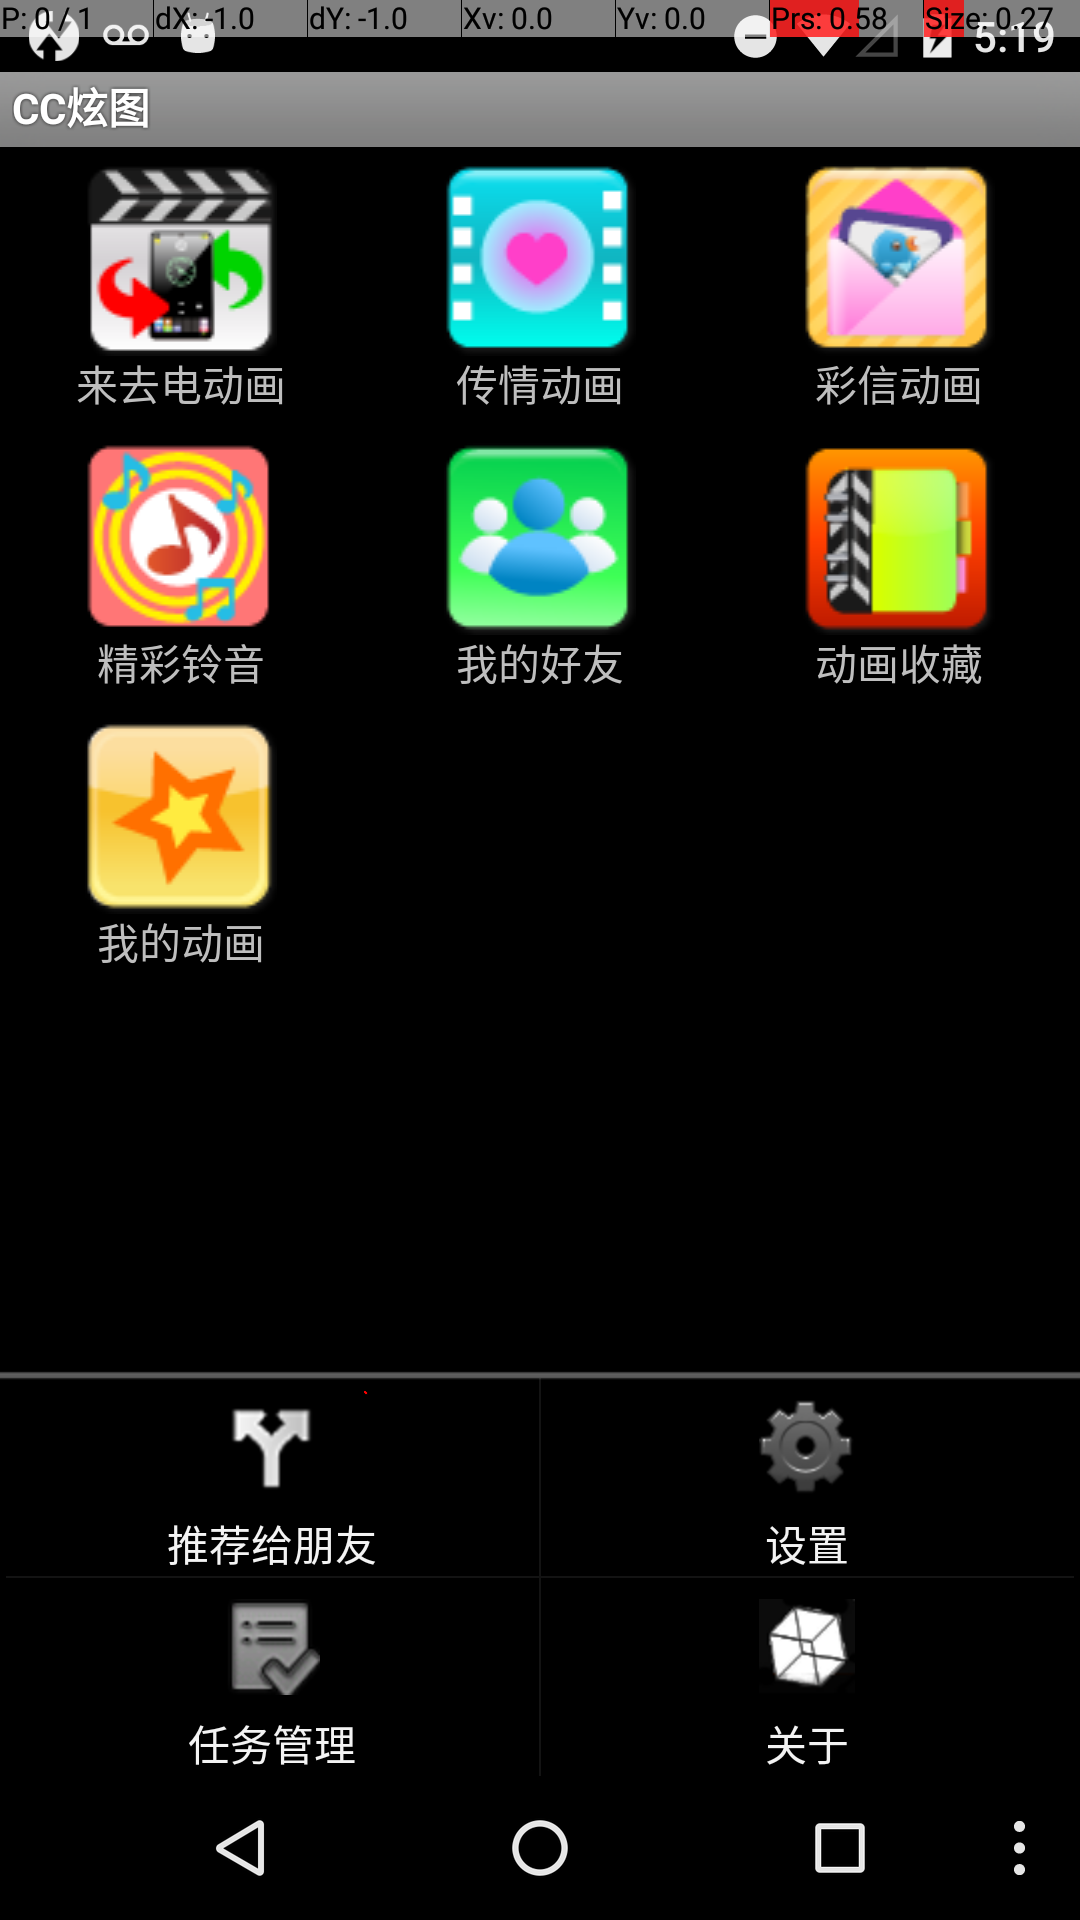 P: 0 / 1 dX: -1.0 dY: -1.0 Xv: 0.0 Yv: 0.0 Prs: 0.58 Size: 0.27
5:19
CC炫图
来去电动画 传情动画 彩信动画
精彩铃音 我的好友 动画收藏
我的动画
推荐给朋友 设置
任务管理 关于